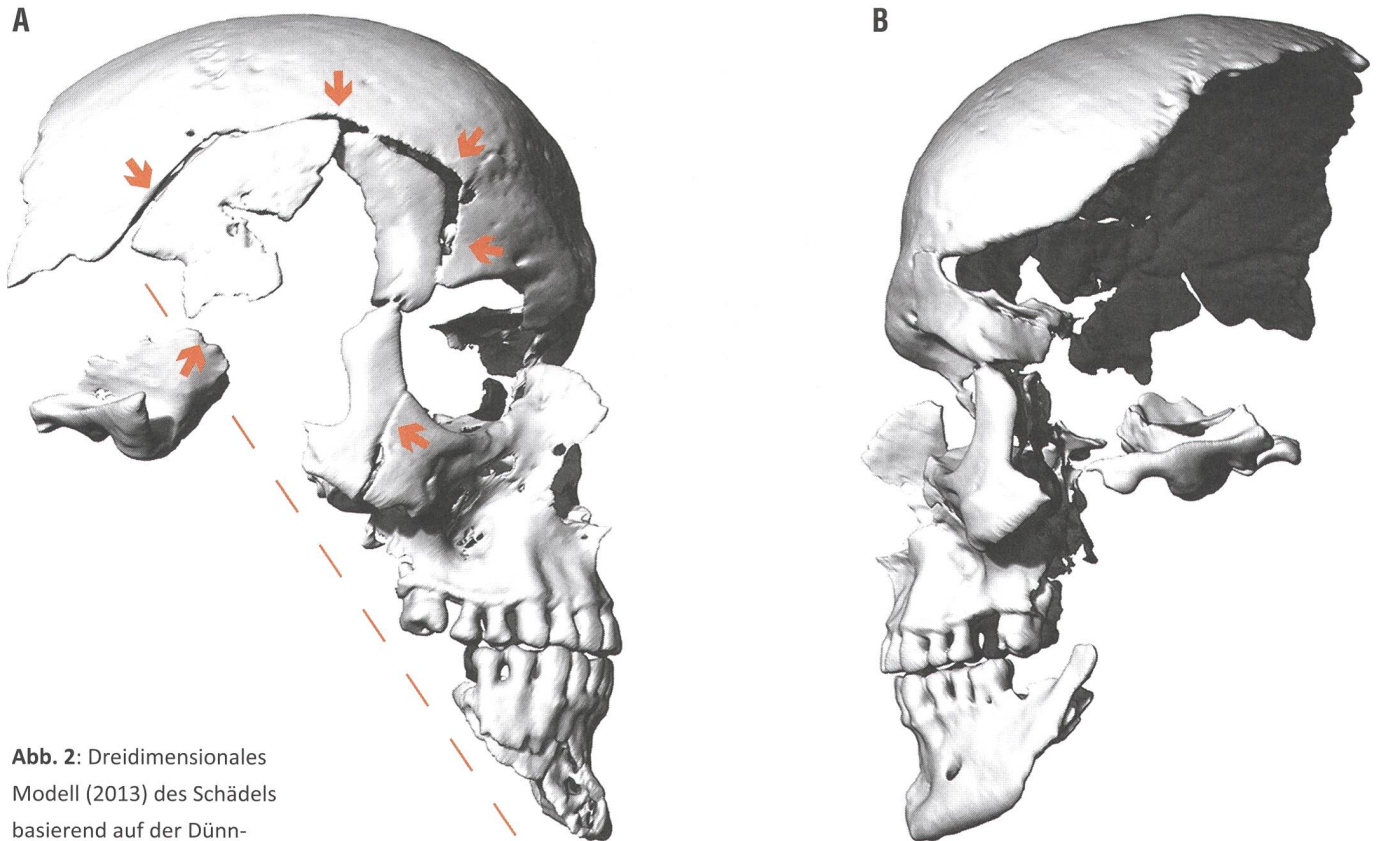 A
B
Abb. 2: Dreidimensionales
Modell (2013) des Schädels
basierend auf der Dünn-